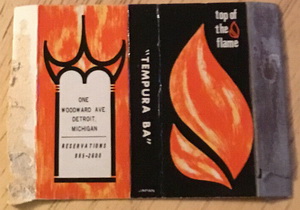 ONE
WOODWARD AVE
DETROIT,
MICHIGAN
RESERVATIONS
"TEMPURA BA"
top of
the
flame